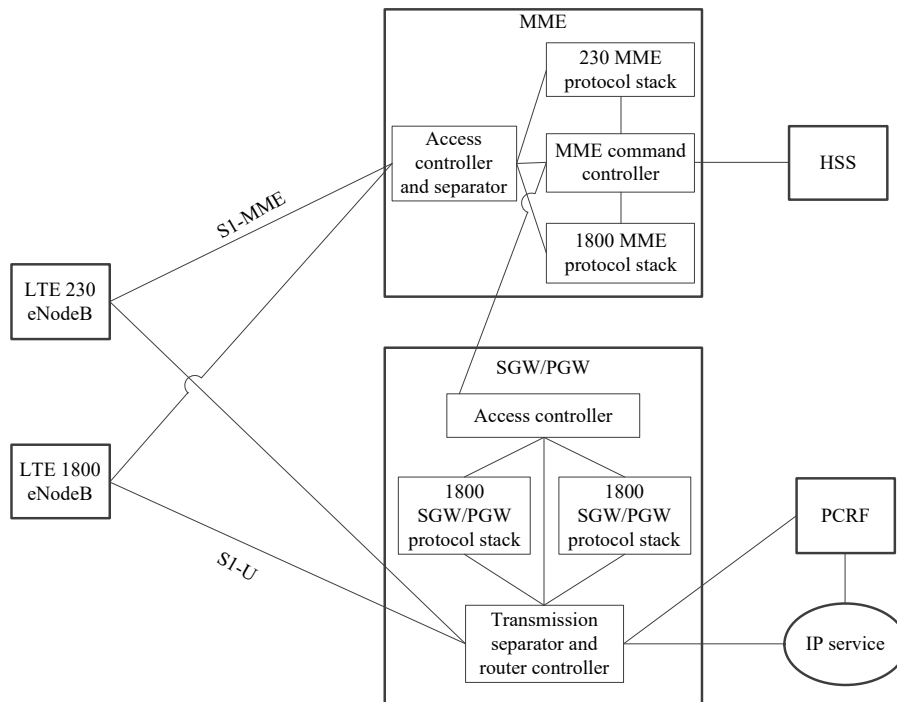 MME
230 MME
protocol stack
Access
controller
and separator
MME command
controller
HSS
1800 MME
protocol stack
S1-MME
LTE 230
eNodeB
SGW/PGW
Access controller
LTE 1800
eNodeB
1800
SGW/PGW
protocol stack
1800
SGW/PGW
protocol stack
PCRF
S1-U
Transmission
separator and
router controller
IP service